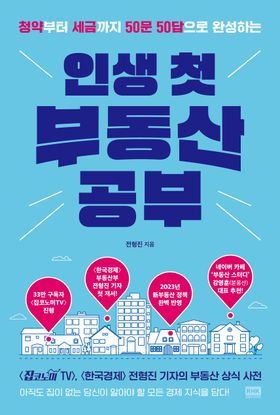 청약부터 세금까지 50문 50답으로 완성하는
인생 첫
부동산
공부
전형진 지음
33만 구독자
〈집코노미TV〉
진행
〈한국경제〉
부동산부
전형진 기자
첫 저서!
2023년
新부동산 정책
완벽 반영
네이버 카페
'부동산 스터디'
강영훈(붇옹산)
대표 추천!
〈집코노미TV〉, 〈한국경제〉 전형진 기자의 부동산 상식 사전
아직도 집이 없는 당신이 알아야 할 모든 경제 지식을 담다!
RHK